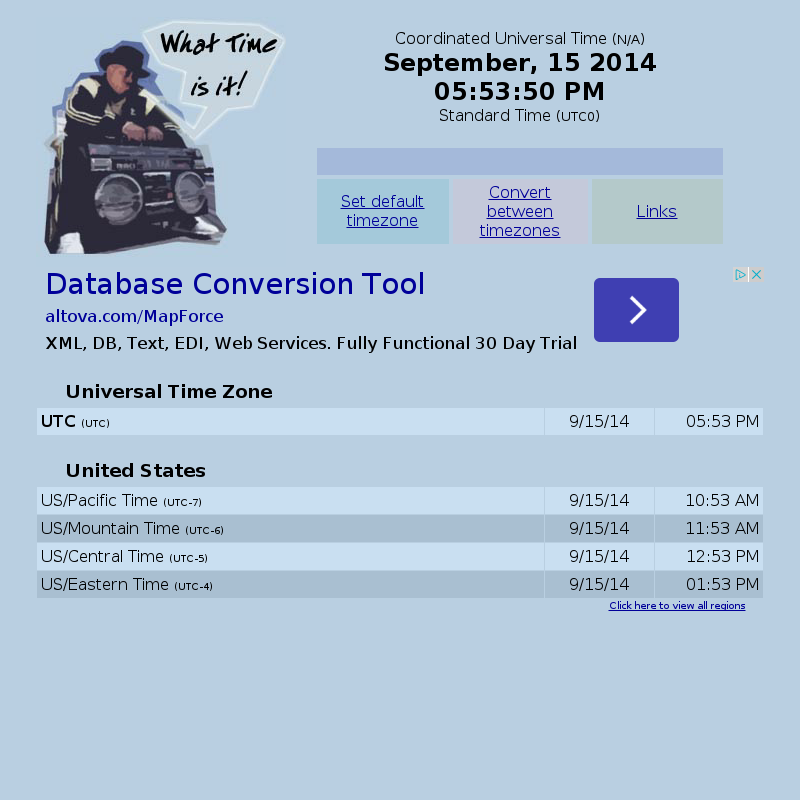 What Time
is it!
Coordinated Universal Time (N/A)
September, 15 2014
05:53:50 PM
Standard Time (UTC0)
Set default
timezone
Convert
between
timezones
Links
Database Conversion Tool
altova.com/MapForce
XML, DB, Text, EDI, Web Services. Fully Functional 30 Day Trial
Universal Time Zone
UTC (UTC) 9/15/14 05:53 PM
United States
US/Pacific Time (UTC-7) 9/15/14 10:53 AM
US/Mountain Time (UTC-6) 9/15/14 11:53 AM
US/Central Time (UTC-5) 9/15/14 12:53 PM
US/Eastern Time (UTC-4) 9/15/14 01:53 PM
Click here to view all regions